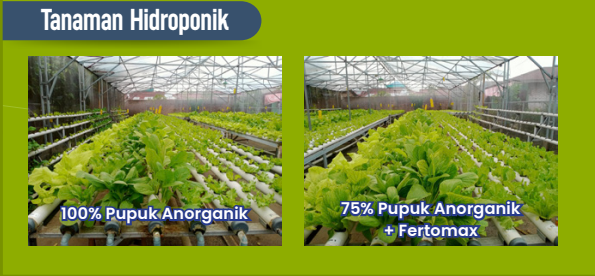 Tanaman Hidroponik
100% Pupuk Anorganik
75% Pupuk Anorganik
+ Fertomax